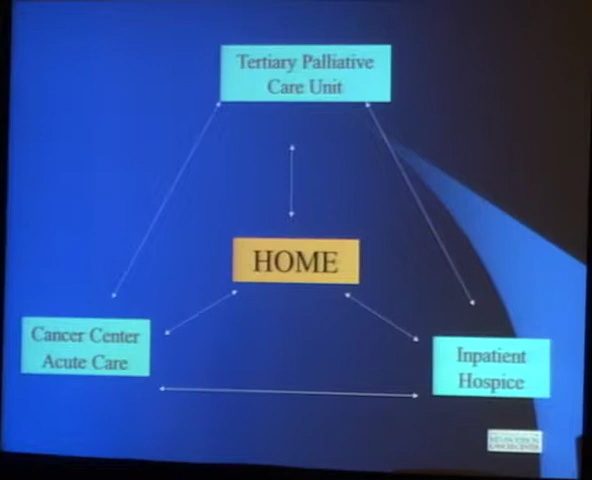 Tertiary Palliative
Care Unit
HOME
Cancer Center
Acute Care
Inpatient
Hospice